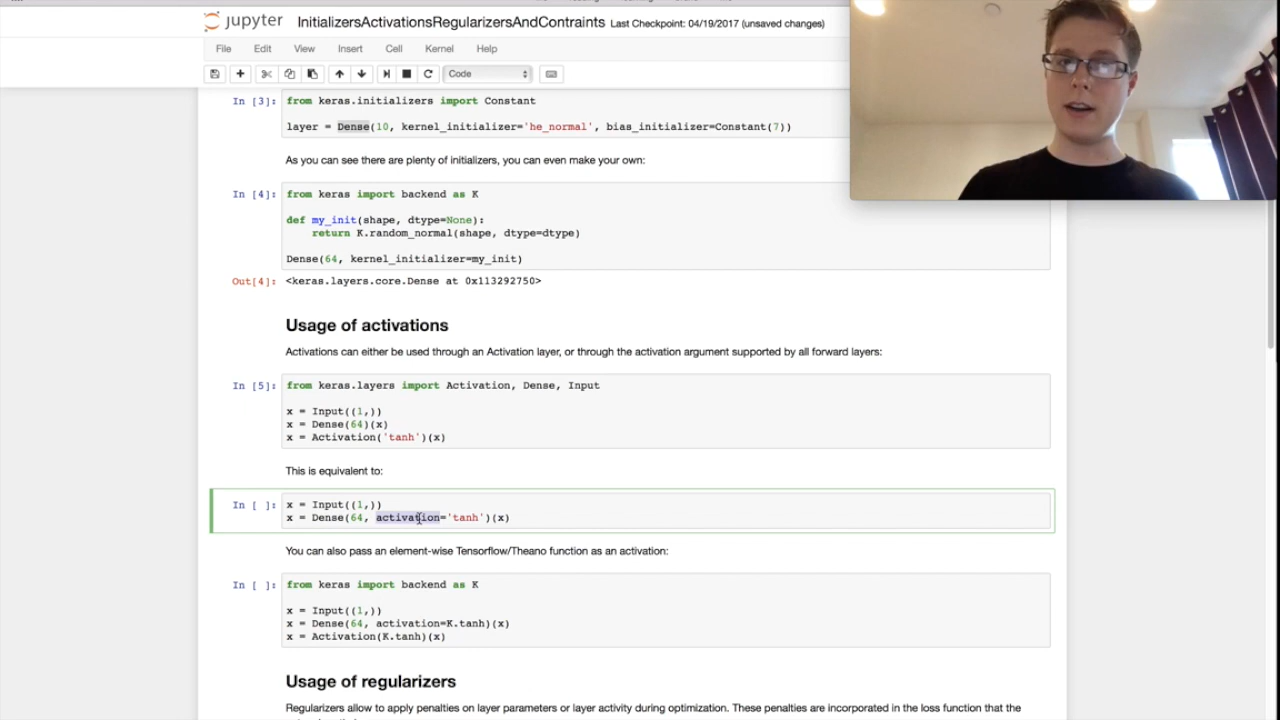 jupyter InitializersActivationsRegularizersAndContraints Last Checkpoint: 04/19/2017 (unsaved changes)
File Edit View Insert Cell Kernel Help
Code
In [3]: from keras.initializers import Constant
layer = Dense(10, kernel_initializer='he_normal', bias_initializer=Constant(7))
As you can see there are plenty of initializers, you can even make your own:
In [4]: from keras import backend as K
def my_init(shape, dtype=None):
return K.random_normal(shape, dtype=dtype)
Dense(64, kernel_initializer=my_init)
Out[4]: <keras.layers.core.Dense at 0x113292750>
Usage of activations
Activations can either be used through an Activation layer, or through the activation argument supported by all forward layers:
In [5]: from keras.layers import Activation, Dense, Input
x = Input((1,))
x = Dense(64)(x)
x = Activation('tanh')(x)
This is equivalent to:
In [ ]: x = Input((1,))
x = Dense(64, activation='tanh')(x)
You can also pass an element-wise Tensorflow/Theano function as an activation:
In [ ]: from keras import backend as K
x = Input((1,))
x = Dense(64, activation=K.tanh)(x)
x = Activation(K.tanh)(x)
Usage of regularizers
Regularizers allow to apply penalties on layer parameters or layer activity during optimization. These penalties are incorporated in the loss function that the